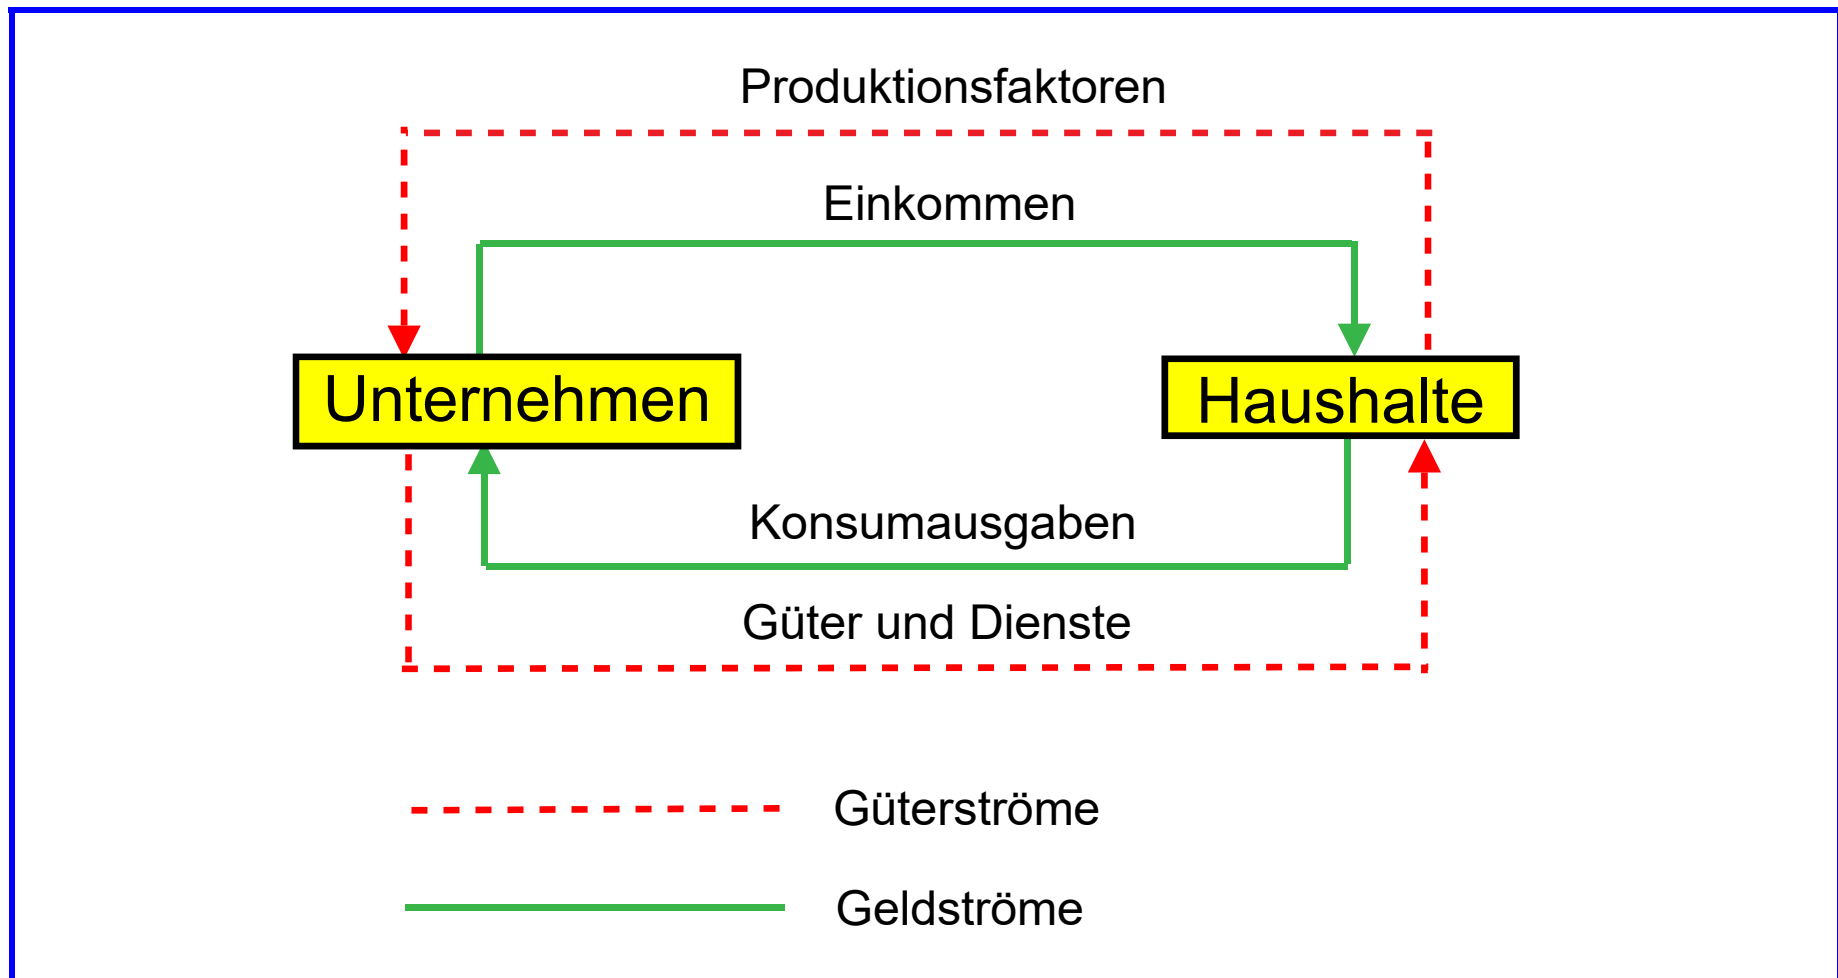 Produktionsfaktoren
Einkommen
Unternehmen
Haushalte
Konsumausgaben
Güter und Dienste
Güterströme
Geldströme